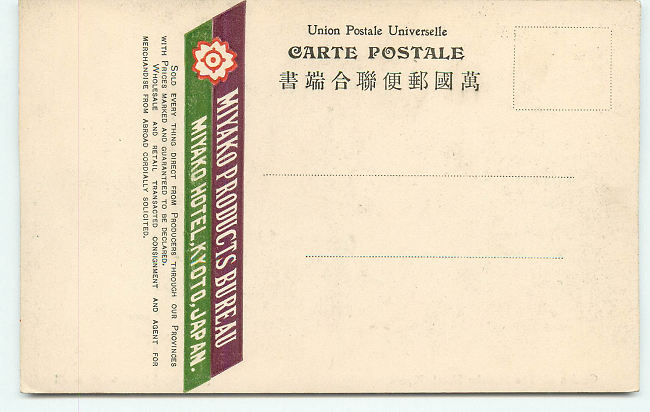 Union Postale Universelle
CARTE POSTALE
萬國郵便聯合端書
MIYAKO PRODUCTS BUREAU
MIYAKO HOTEL, KYOTO, JAPAN.
SOLD EVERY THING DIRECT FROM PRODUCERS THROUGH OUR PROVINCES
WITH PRICES MARKED AND GUARANTEED TO BE DECLARED.
WHOLESALE AND RETAIL TRANSACTED CONSIGNMENT AND AGENT FOR
MERCHANDISE FROM ABROAD CORDIALLY SOLICITED.